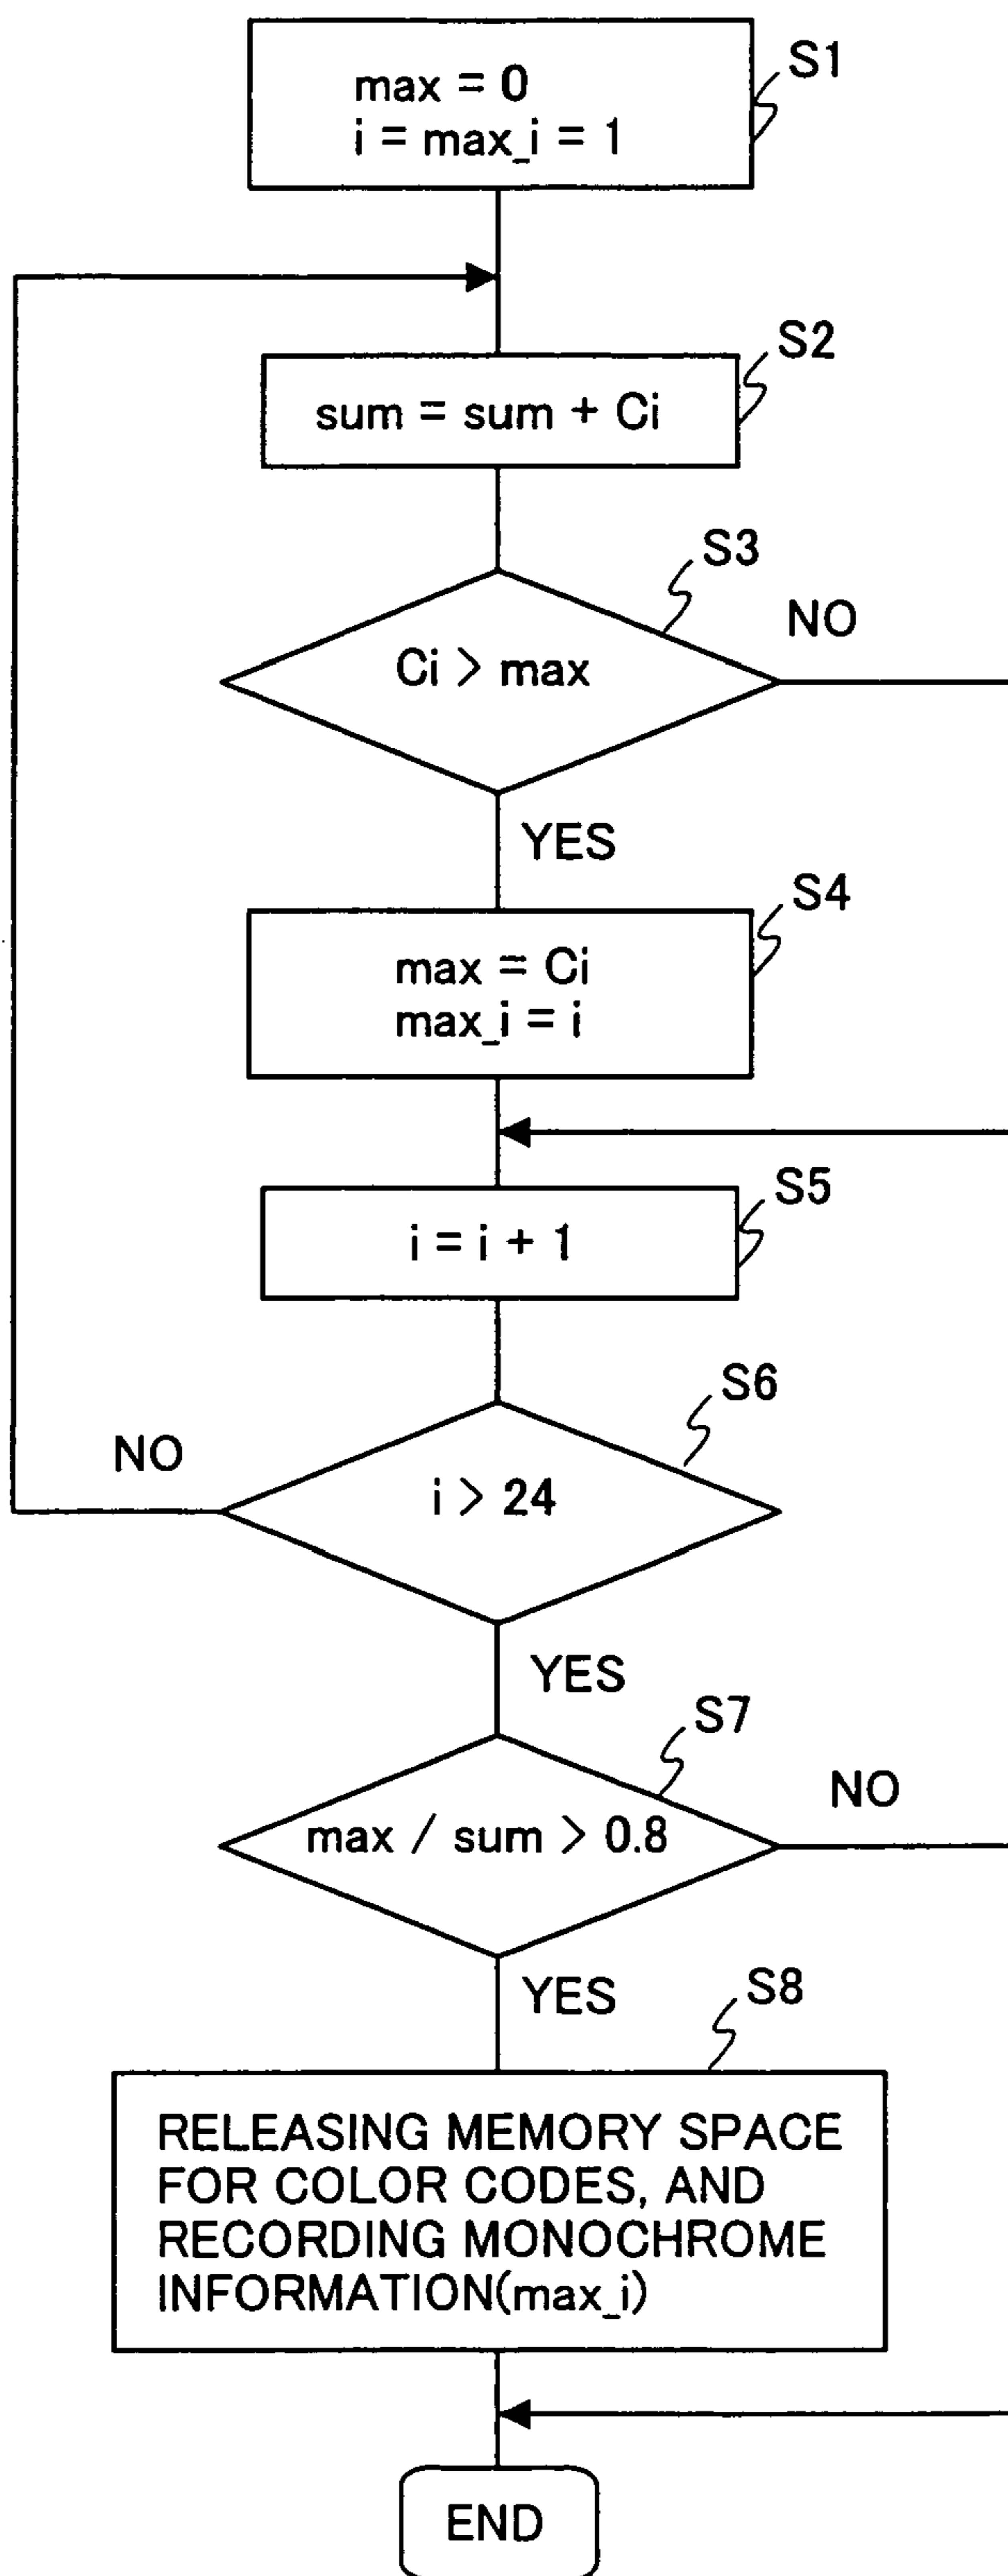 S1
max = 0
i = max_i = 1
S2
sum = sum + Ci
S3
NO
Ci > max
YES
S4
max = Ci
max_i = i
S5
i = i + 1
S6
NO
i > 24
YES
S7
NO
max / sum > 0.8
YES
S8
RELEASING MEMORY SPACE
FOR COLOR CODES, AND
RECORDING MONOCHROME
INFORMATION(max_i)
END